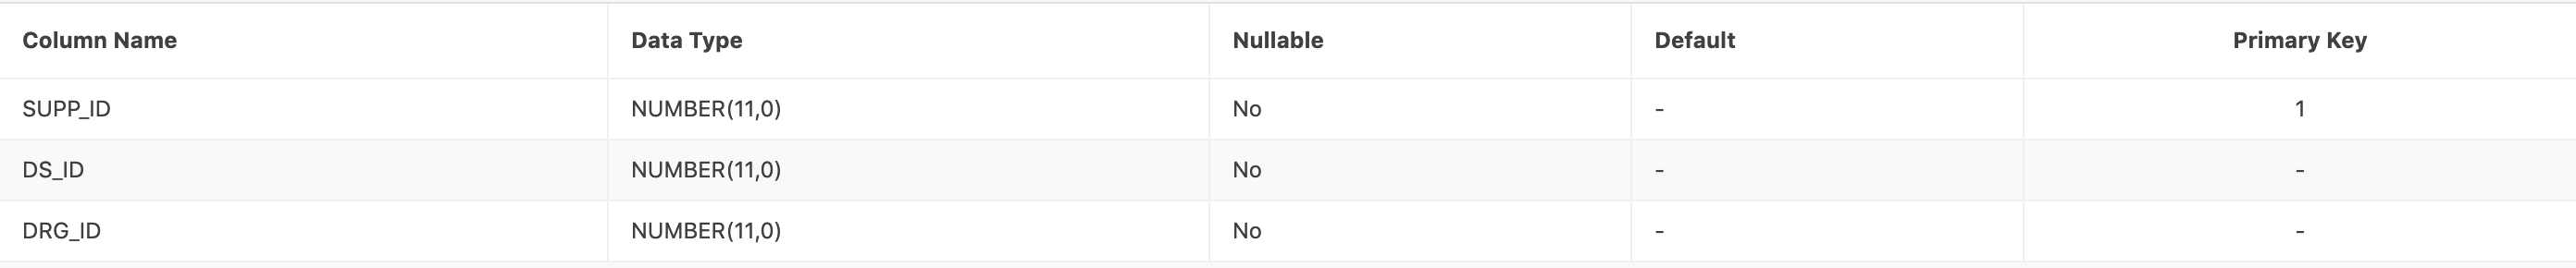 Column Name Data Type Nullable Default Primary Key
SUPP_ID NUMBER(11,0) No - 1
DS_ID NUMBER(11,0) No - -
DRG_ID NUMBER(11,0) No - -